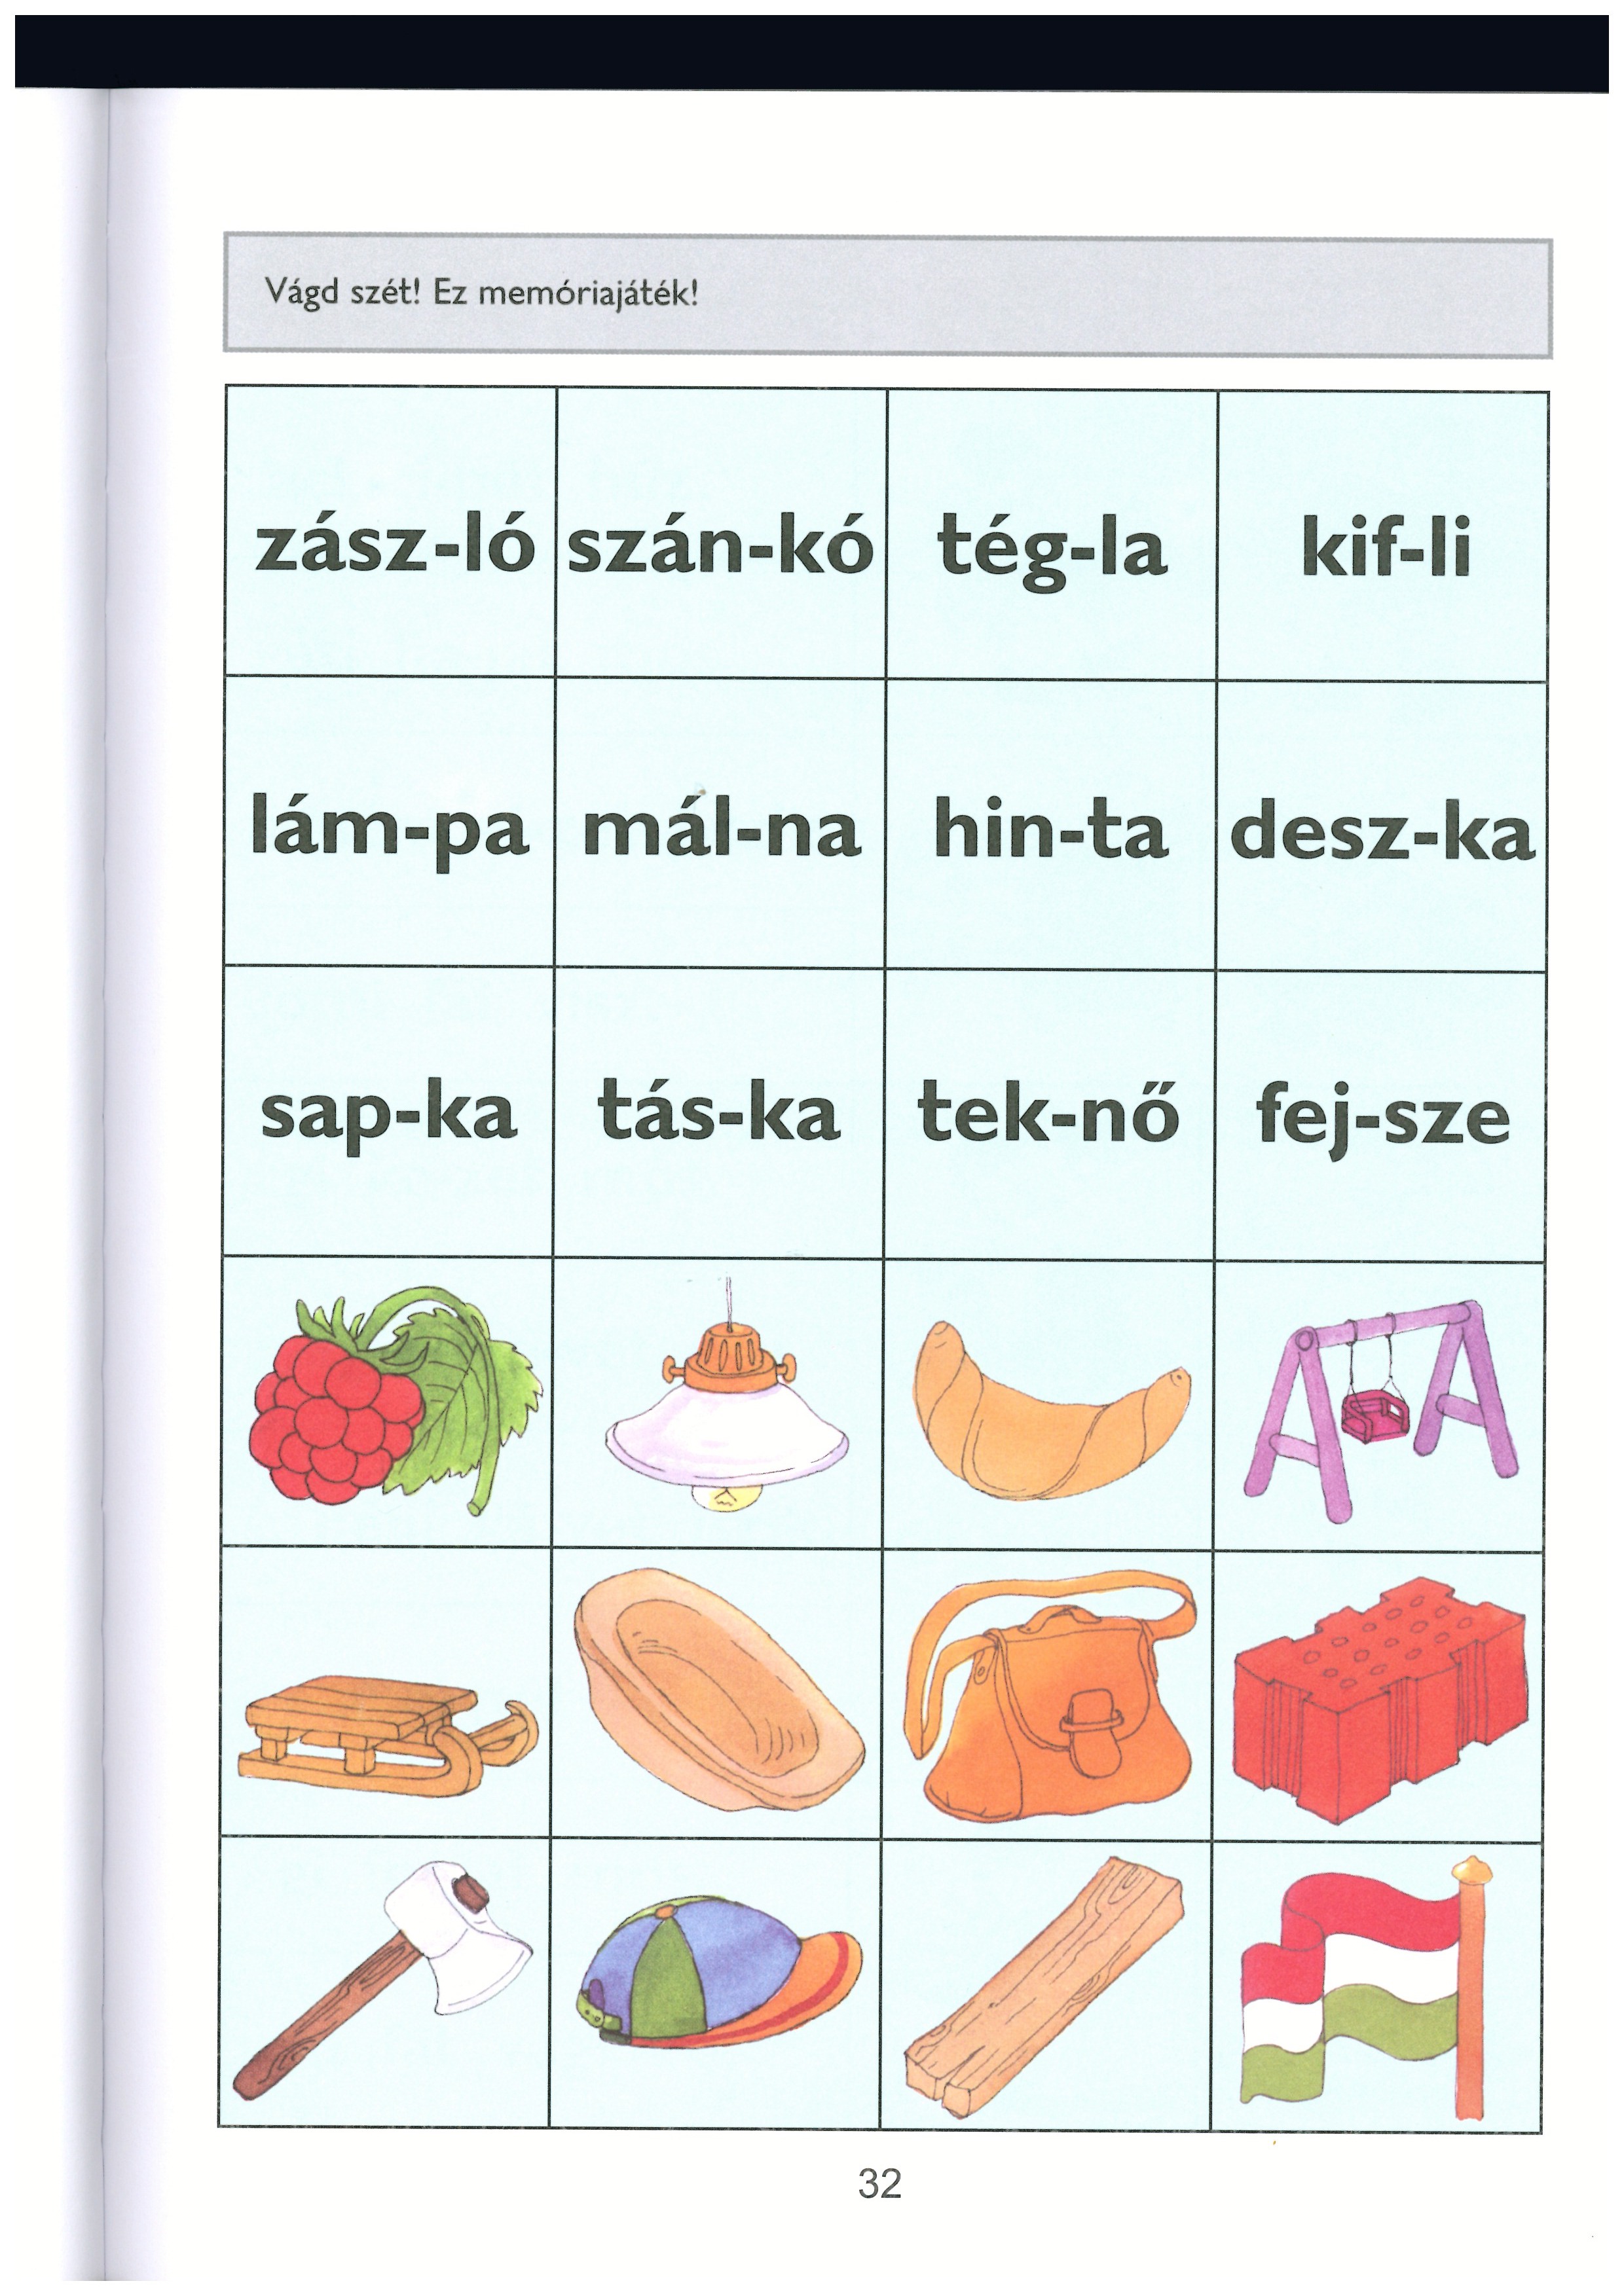 Vágd szét! Ez memóriajáték!
zász-ló szán-kó tég-la kif-li
lám-pa mál-na hin-ta desz-ka
sap-ka tás-ka tek-nő fej-sze
32